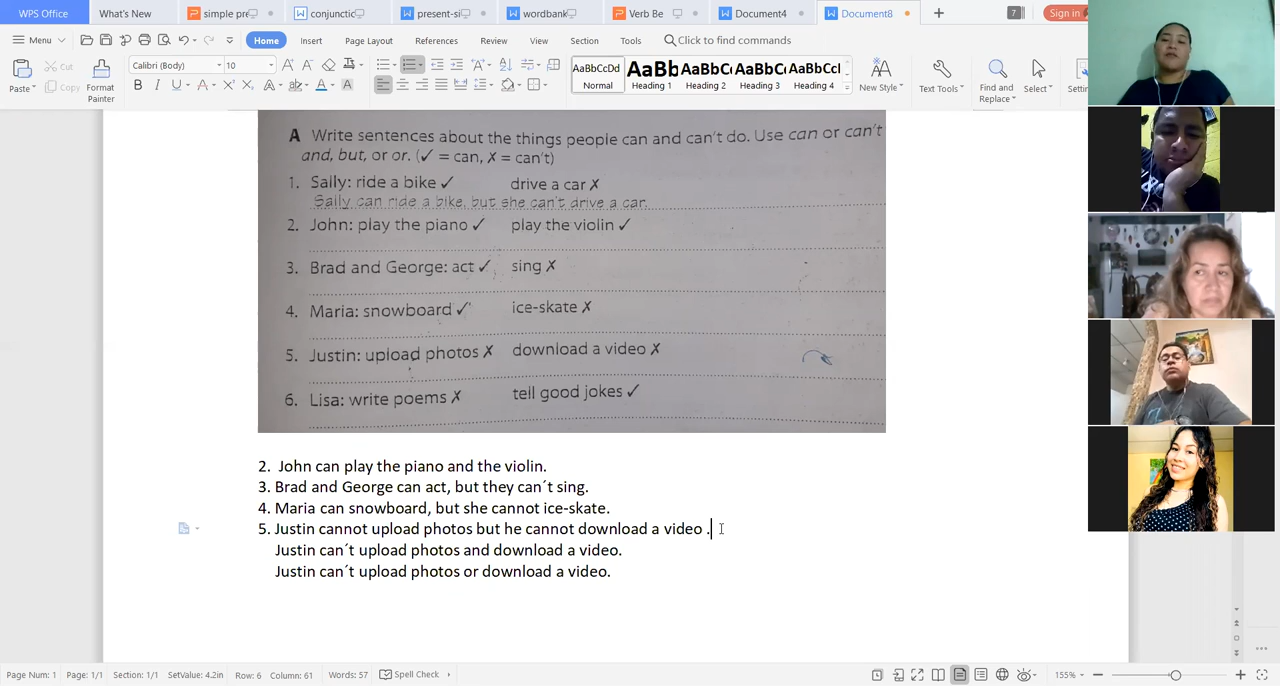 WPS Office What's New simple pre conjunctic present-si wordbank Verb Be Document4 Document8 7 Sign in
Menu Home Insert Page Layout References Review View Section Tools Click to find commands
Paste Cut Copy Format Painter Calibri (Body) 10 AaBbCcDd Normal AaBb Heading 1 AaBbC Heading 2 AaBbC Heading 3 AaBbCcI Heading 4 New Style Text Tools Find and Replace Select
A Write sentences about the things people can and can't do. Use can or can't
and, but, or or. (✓ = can, ✗ = can't)
1. Sally: ride a bike ✓ drive a car ✗
Sally can ride a bike, but she can't drive a car.
2. John: play the piano ✓ play the violin ✓
3. Brad and George: act ✓ sing ✗
4. Maria: snowboard ✓ ice-skate ✗
5. Justin: upload photos ✗ download a video ✗
6. Lisa: write poems ✗ tell good jokes ✓
2. John can play the piano and the violin.
3. Brad and George can act, but they can´t sing.
4. Maria can snowboard, but she cannot ice-skate.
5. Justin cannot upload photos but he cannot download a video .
Justin can´t upload photos and download a video.
Justin can´t upload photos or download a video.
Page Num: 1 Page: 1/1 Section: 1/1 SetValue: 4.2in Row: 6 Column: 61 Words: 57 Spell Check 155%